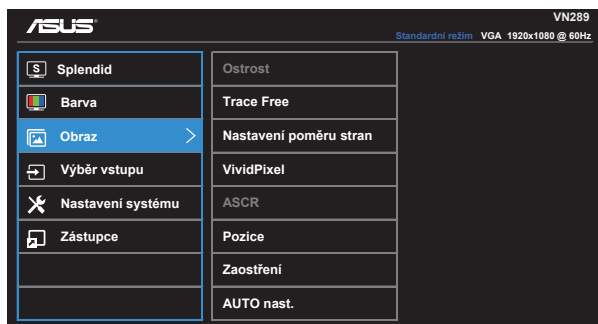 ASUS
VN289
Standardní režim VGA 1920x1080 @ 60Hz
S Splendid
Barva
Obraz
Výběr vstupu
Nastavení systému
Zástupce
Ostrost
Trace Free
Nastavení poměru stran
VividPixel
ASCR
Pozice
Zaostření
AUTO nast.